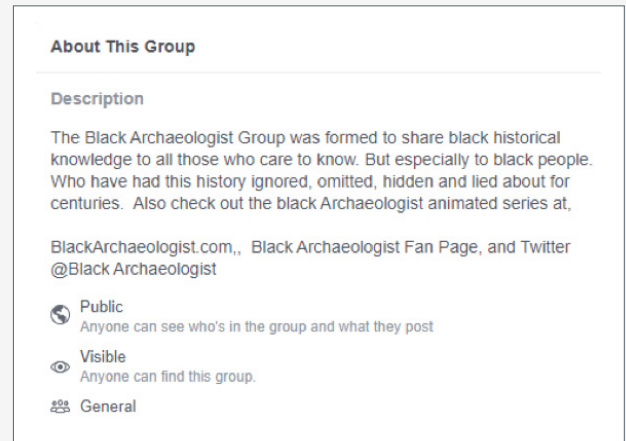 About This Group
Description
The Black Archaeologist Group was formed to share black historical
knowledge to all those who care to know. But especially to black people.
Who have had this history ignored, omitted, hidden and lied about for
centuries.  Also check out the black Archaeologist animated series at,
BlackArchaeologist.com,,  Black Archaeologist Fan Page, and Twitter
@Black Archaeologist
Public
Anyone can see who's in the group and what they post
Visible
Anyone can find this group.
General